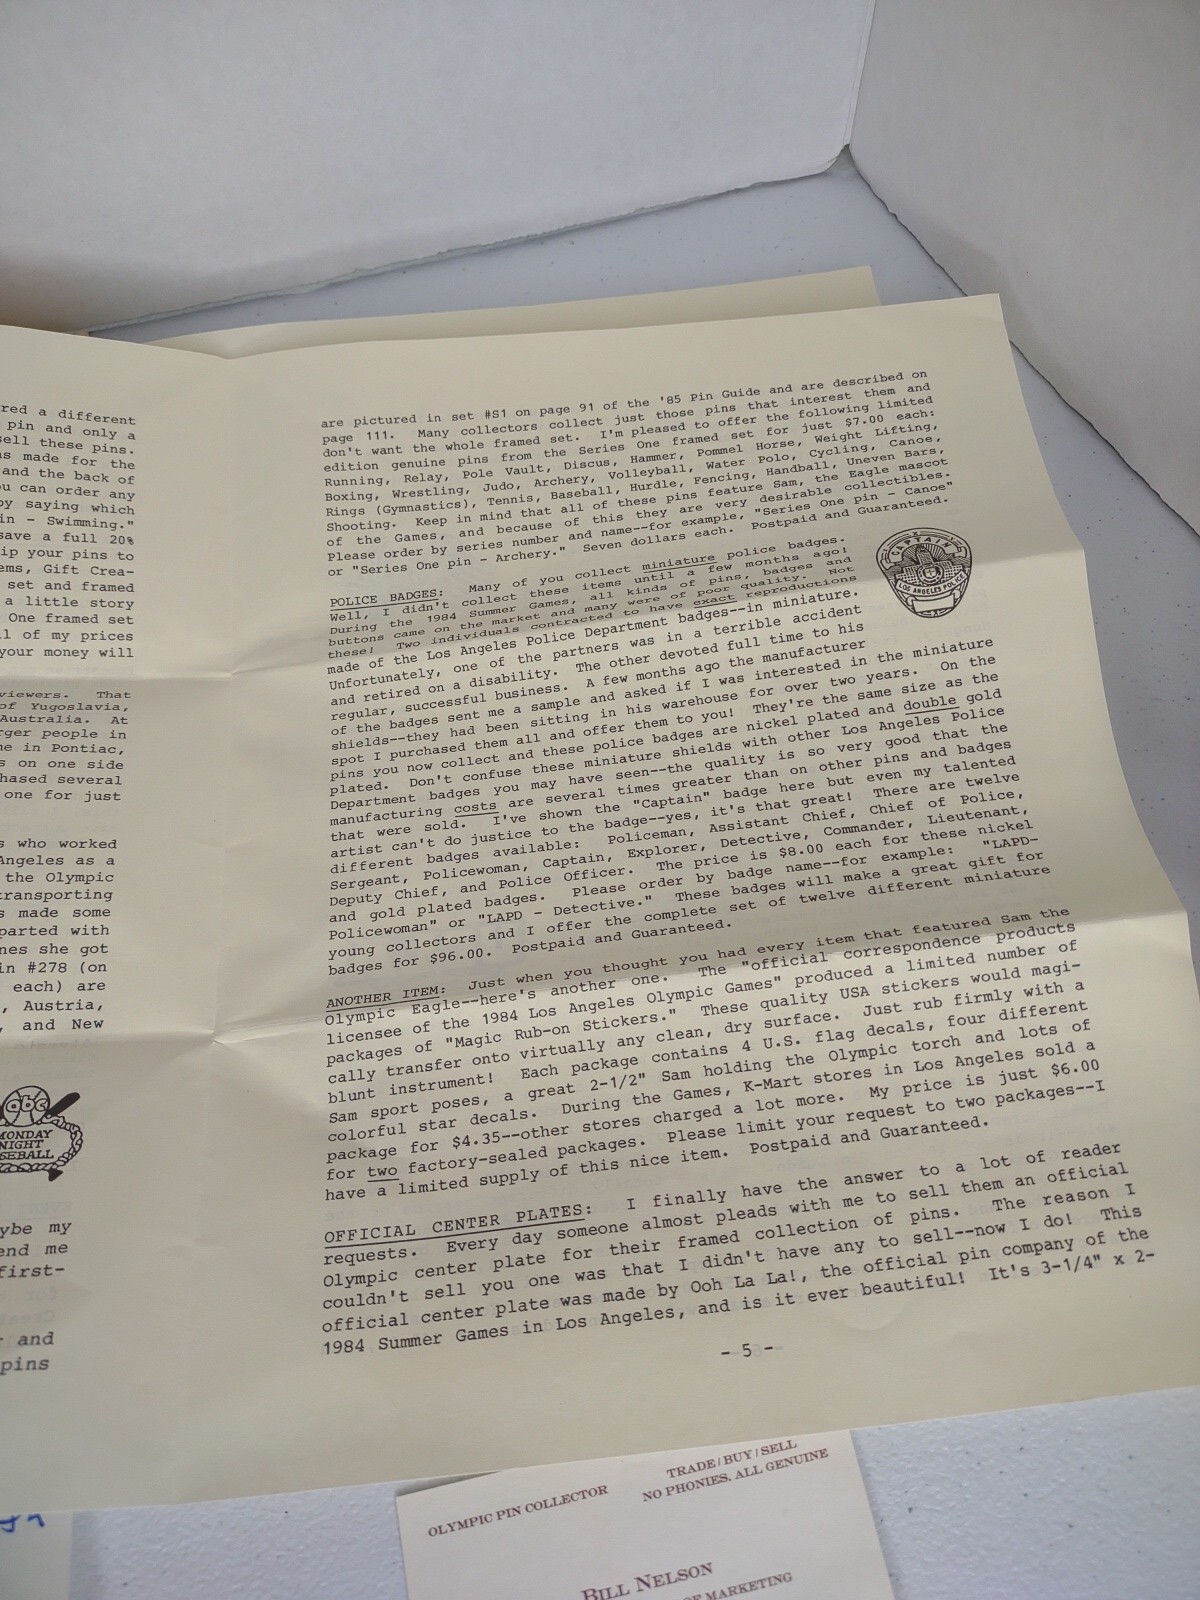 red a different
pin and only a
sell these pins.
s made for the
and the back of
u can order any
by saying which
in - Swimming."
save a full 20%
ip your pins to
ems, Gift Crea-
set and framed
a little story
One framed set
l of my prices
your money will
viewers. That
of Yugoslavia,
Australia. At
rger people in
me in Pontiac,
s on one side
hased several
one for just
s who worked
Angeles as a
the Olympic
transporting
s made some
parted with
nes she got
in #278 (on
each) are
, Austria,
, and New
abc
MONDAY
NIGHT
SEBALL
ybe my
end me
first-
r and
pins
are pictured in set #S1 on page 91 of the '85 Pin Guide and are described on
page 111. Many collectors collect just those pins that interest them and
don't want the whole framed set. I'm pleased to offer the following limited
edition genuine pins from the Series One framed set for just $7.00 each:
Running, Relay, Pole Vault, Discus, Hammer, Pommel Horse, Weight Lifting,
Boxing, Wrestling, Judo, Archery, Volleyball, Water Polo, Cycling, Canoe,
Rings (Gymnastics), Tennis, Baseball, Hurdle, Fencing, Handball, Uneven Bars,
Shooting. Keep in mind that all of these pins feature Sam, the Eagle mascot
of the Games, and because of this they are very desirable collectibles.
Please order by series number and name--for example, "Series One pin - Canoe"
or "Series One pin - Archery." Seven dollars each. Postpaid and Guaranteed.
POLICE BADGES: Many of you collect miniature police badges.
Well, I didn't collect these items until a few months ago!
During the 1984 Summer Games, all kinds of pins, badges and
buttons came on the market and many were of poor quality. Not
these! Two individuals contracted to have exact reproductions
made of the Los Angeles Police Department badges--in miniature.
Unfortunately, one of the partners was in a terrible accident
and retired on a disability. The other devoted full time to his
regular, successful business. A few months ago the manufacturer
of the badges sent me a sample and asked if I was interested in the miniature
shields--they had been sitting in his warehouse for over two years. On the
spot I purchased them all and offer them to you! They're the same size as the
pins you now collect and these police badges are nickel plated and double gold
plated. Don't confuse these miniature shields with other Los Angeles Police
Department badges you may have seen--the quality is so very good that the
manufacturing costs are several times greater than on other pins and badges
that were sold. I've shown the "Captain" badge here but even my talented
artist can't do justice to the badge--yes, it's that great! There are twelve
different badges available: Policeman, Assistant Chief, Chief of Police,
Sergeant, Policewoman, Captain, Explorer, Detective, Commander, Lieutenant,
Deputy Chief, and Police Officer. The price is $8.00 each for these nickel
and gold plated badges. Please order by badge name--for example: "LAPD-
Policewoman" or "LAPD - Detective." These badges will make a great gift for
young collectors and I offer the complete set of twelve different miniature
badges for $96.00. Postpaid and Guaranteed.
CAPTAIN
LOS ANGELES POLICE
ANOTHER ITEM: Just when you thought you had every item that featured Sam the
Olympic Eagle--here's another one. The "official correspondence products
licensee of the 1984 Los Angeles Olympic Games" produced a limited number of
packages of "Magic Rub-on Stickers." These quality USA stickers would magi-
cally transfer onto virtually any clean, dry surface. Just rub firmly with a
blunt instrument! Each package contains 4 U.S. flag decals, four different
Sam sport poses, a great 2-1/2" Sam holding the Olympic torch and lots of
colorful star decals. During the Games, K-Mart stores in Los Angeles sold a
package for $4.35--other stores charged a lot more. My price is just $6.00
for two factory-sealed packages. Please limit your request to two packages--I
have a limited supply of this nice item. Postpaid and Guaranteed.
OFFICIAL CENTER PLATES: I finally have the answer to a lot of reader
requests. Every day someone almost pleads with me to sell them an official
Olympic center plate for their framed collection of pins. The reason I
couldn't sell you one was that I didn't have any to sell--now I do! This
official center plate was made by Ooh La La!, the official pin company of the
1984 Summer Games in Los Angeles, and is it ever beautiful! It's 3-1/4" x 2-
- 5 -
OLYMPIC PIN COLLECTOR
TRADE/BUY/SELL
NO PHONIES, ALL GENUINE
BILL NELSON
OF MARKETING